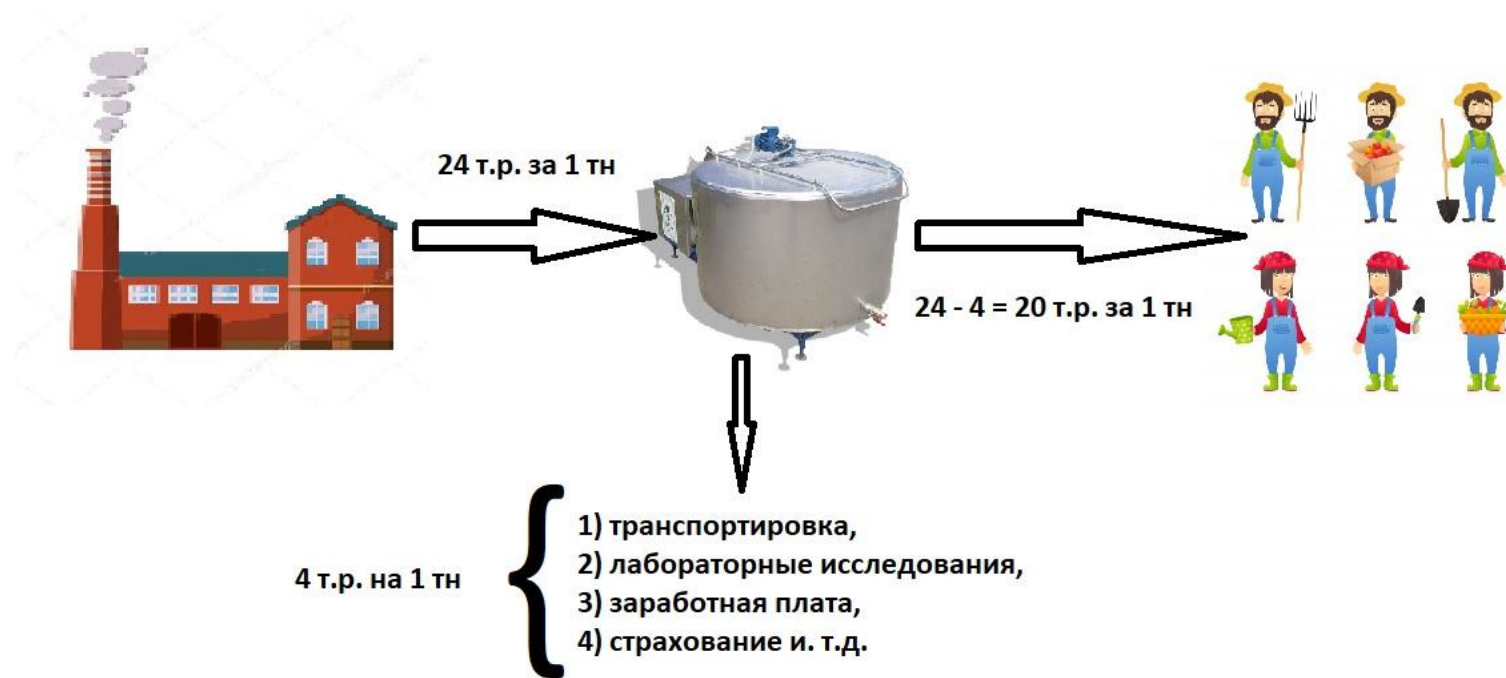 24 т.р. за 1 тн
24 - 4 = 20 т.р. за 1 тн
4 т.р. на 1 тн
1) транспортировка,
2) лабораторные исследования,
3) заработная плата,
4) страхование и. т.д.